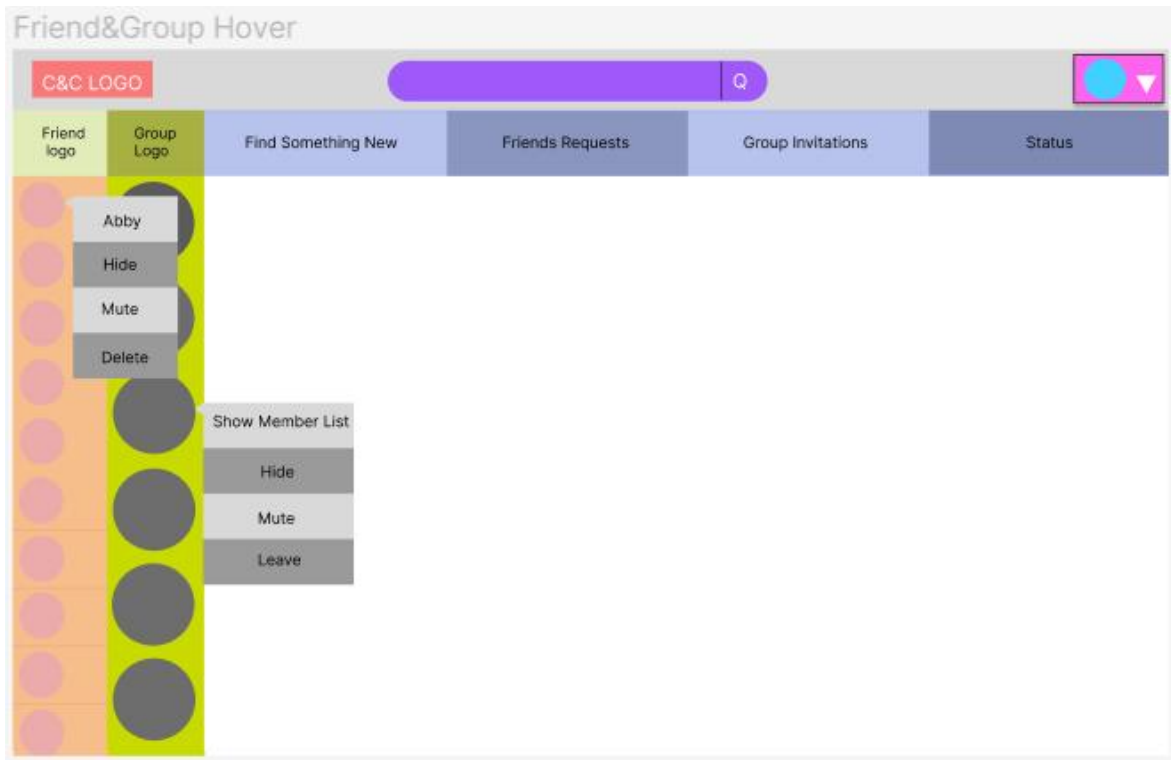 Friend&Group Hover
C&C LOGO
Q
Friend
logo
Group
Logo
Find Something New
Friends Requests
Group Invitations
Status
Abby
Hide
Mute
Delete
Show Member List
Hide
Mute
Leave